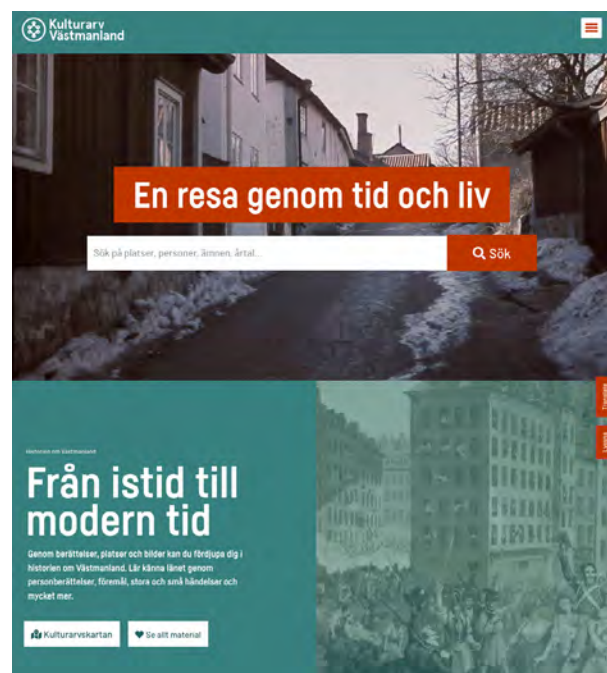 Kulturarv
Västmanland
En resa genom tid och liv
Sök på platser, personer, ämnen, årtal...
Sök
Translate
Lyssna
Historien om Västmanland
Från istid till
modern tid
Genom berättelser, platser och bilder kan du fördjupa dig i
historien om Västmanland. Lär känna länet genom
personberättelser, föremål, stora och små händelser och
mycket mer.
Kulturarvskartan
Se allt material